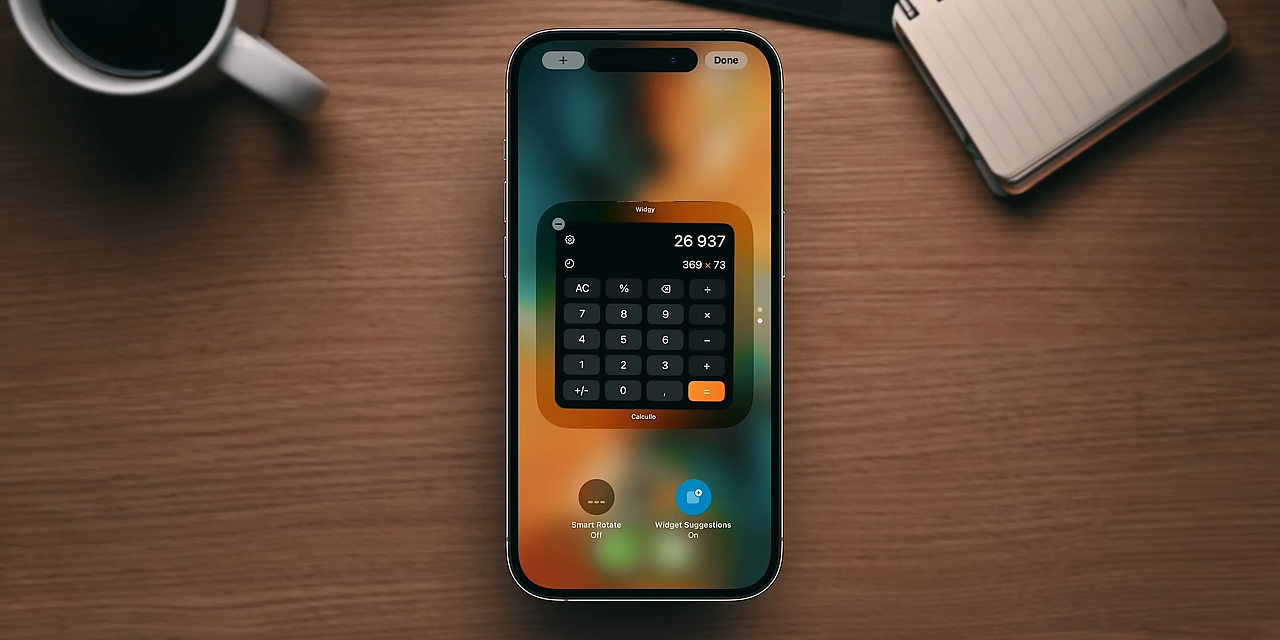 + Done
Widgy
26 937
369 × 73
AC % ÷
7 8 9 ×
4 5 6 −
1 2 3 +
+/- 0 , =
Calcullo
Smart Rotate
Off
Widget Suggestions
On